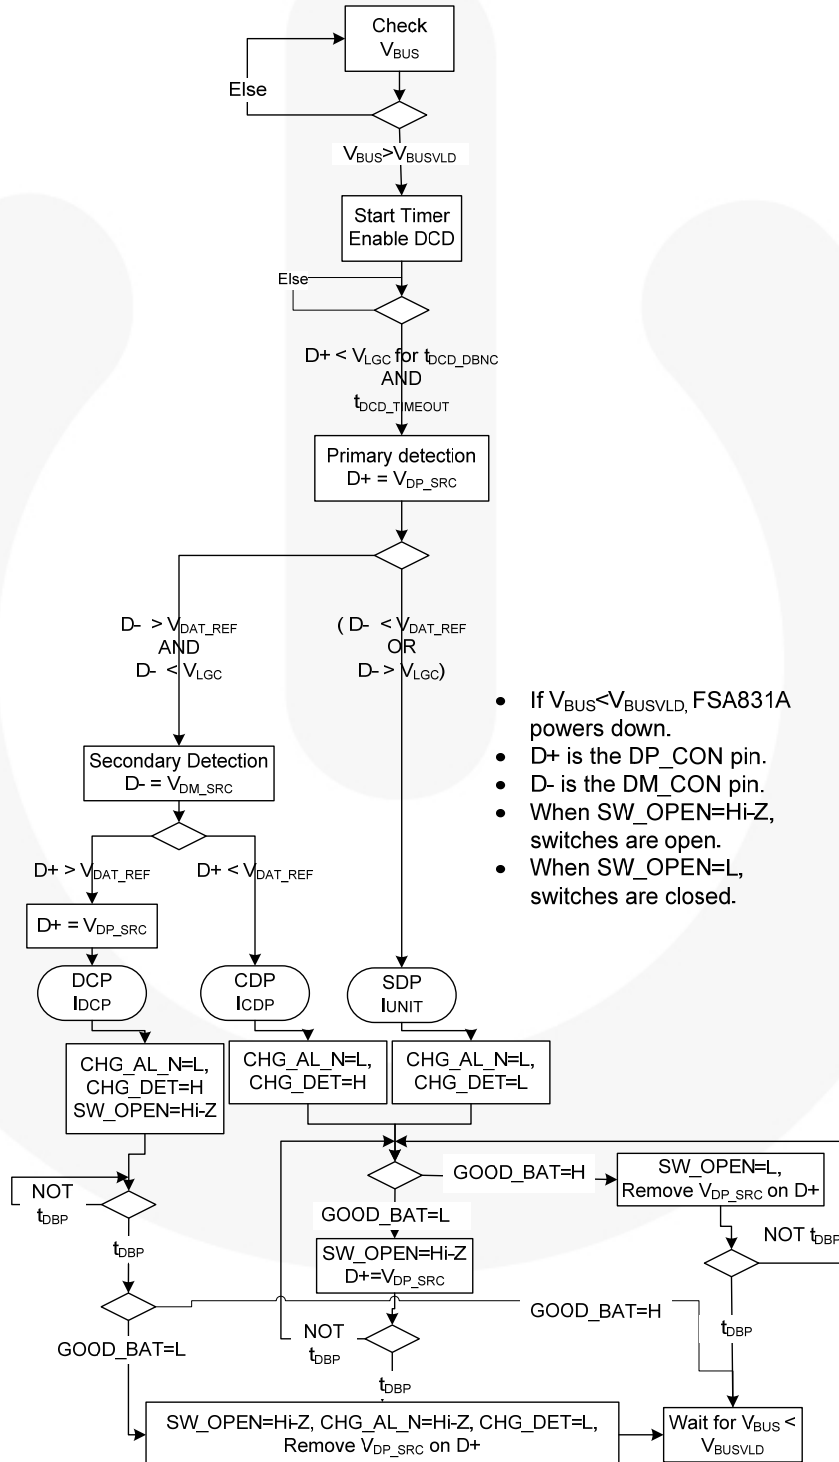 Check
VBUS
Else
VBUS>VBUSVLD
Start Timer
Enable DCD
Else
D+ < VLGC for tDCD_DBNC
AND
tDCD_TIMEOUT
Primary detection
D+ = VDP_SRC
D- > VDAT_REF
AND
D- < VLGC
( D- < VDAT_REF
OR
D- > VLGC)
• If VBUS<VBUSVLD, FSA831A
powers down.
• D+ is the DP_CON pin.
• D- is the DM_CON pin.
• When SW_OPEN=Hi-Z,
switches are open.
• When SW_OPEN=L,
switches are closed.
Secondary Detection
D- = VDM_SRC
D+ > VDAT_REF
D+ < VDAT_REF
D+ = VDP_SRC
DCP
IDCP
CDP
ICDP
SDP
IUNIT
CHG_AL_N=L,
CHG_DET=H
SW_OPEN=Hi-Z
CHG_AL_N=L,
CHG_DET=H
CHG_AL_N=L,
CHG_DET=L
GOOD_BAT=H
SW_OPEN=L,
Remove VDP_SRC on D+
NOT
tDBP
GOOD_BAT=L
NOT tDBP
SW_OPEN=Hi-Z
D+=VDP_SRC
tDBP
GOOD_BAT=H
tDBP
NOT
tDBP
GOOD_BAT=L
tDBP
SW_OPEN=Hi-Z, CHG_AL_N=Hi-Z, CHG_DET=L,
Remove VDP_SRC on D+
Wait for VBUS <
VBUSVLD